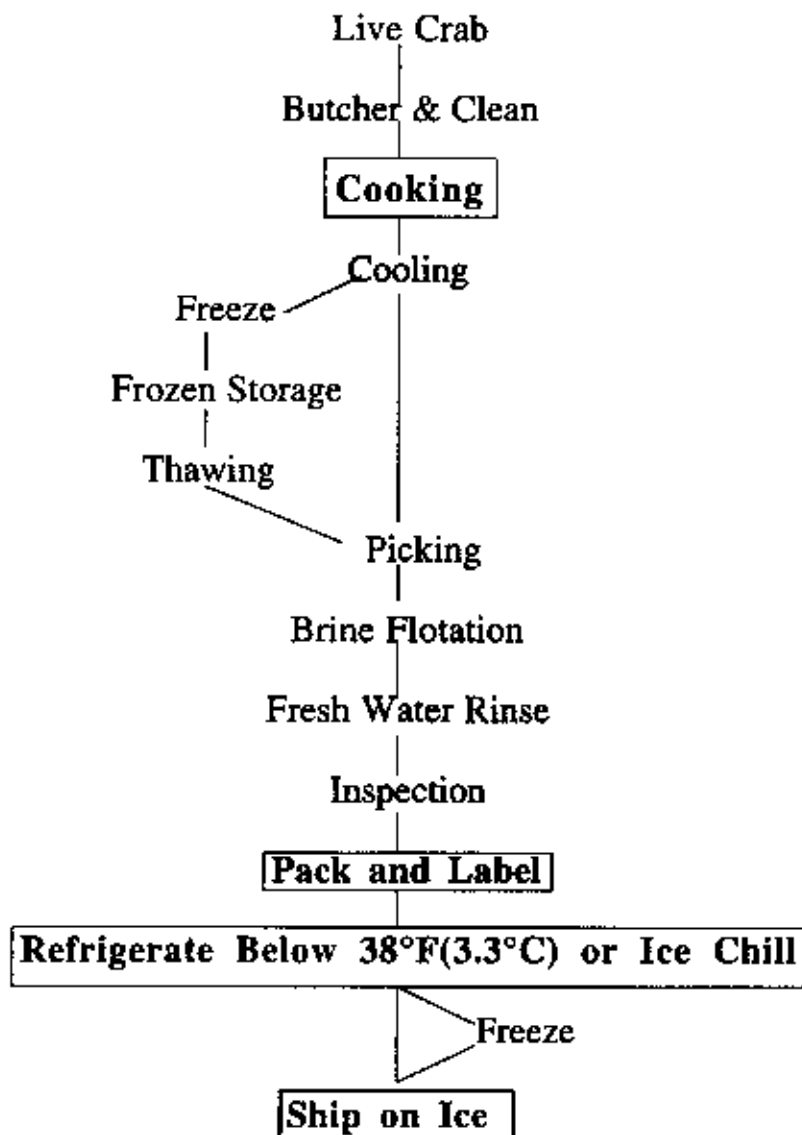 Live Crab
Butcher & Clean
Cooking
Cooling
Freeze
Frozen Storage
Thawing
Picking
Brine Flotation
Fresh Water Rinse
Inspection
Pack and Label
Refrigerate Below 38°F(3.3°C) or Ice Chill
Freeze
Ship on Ice